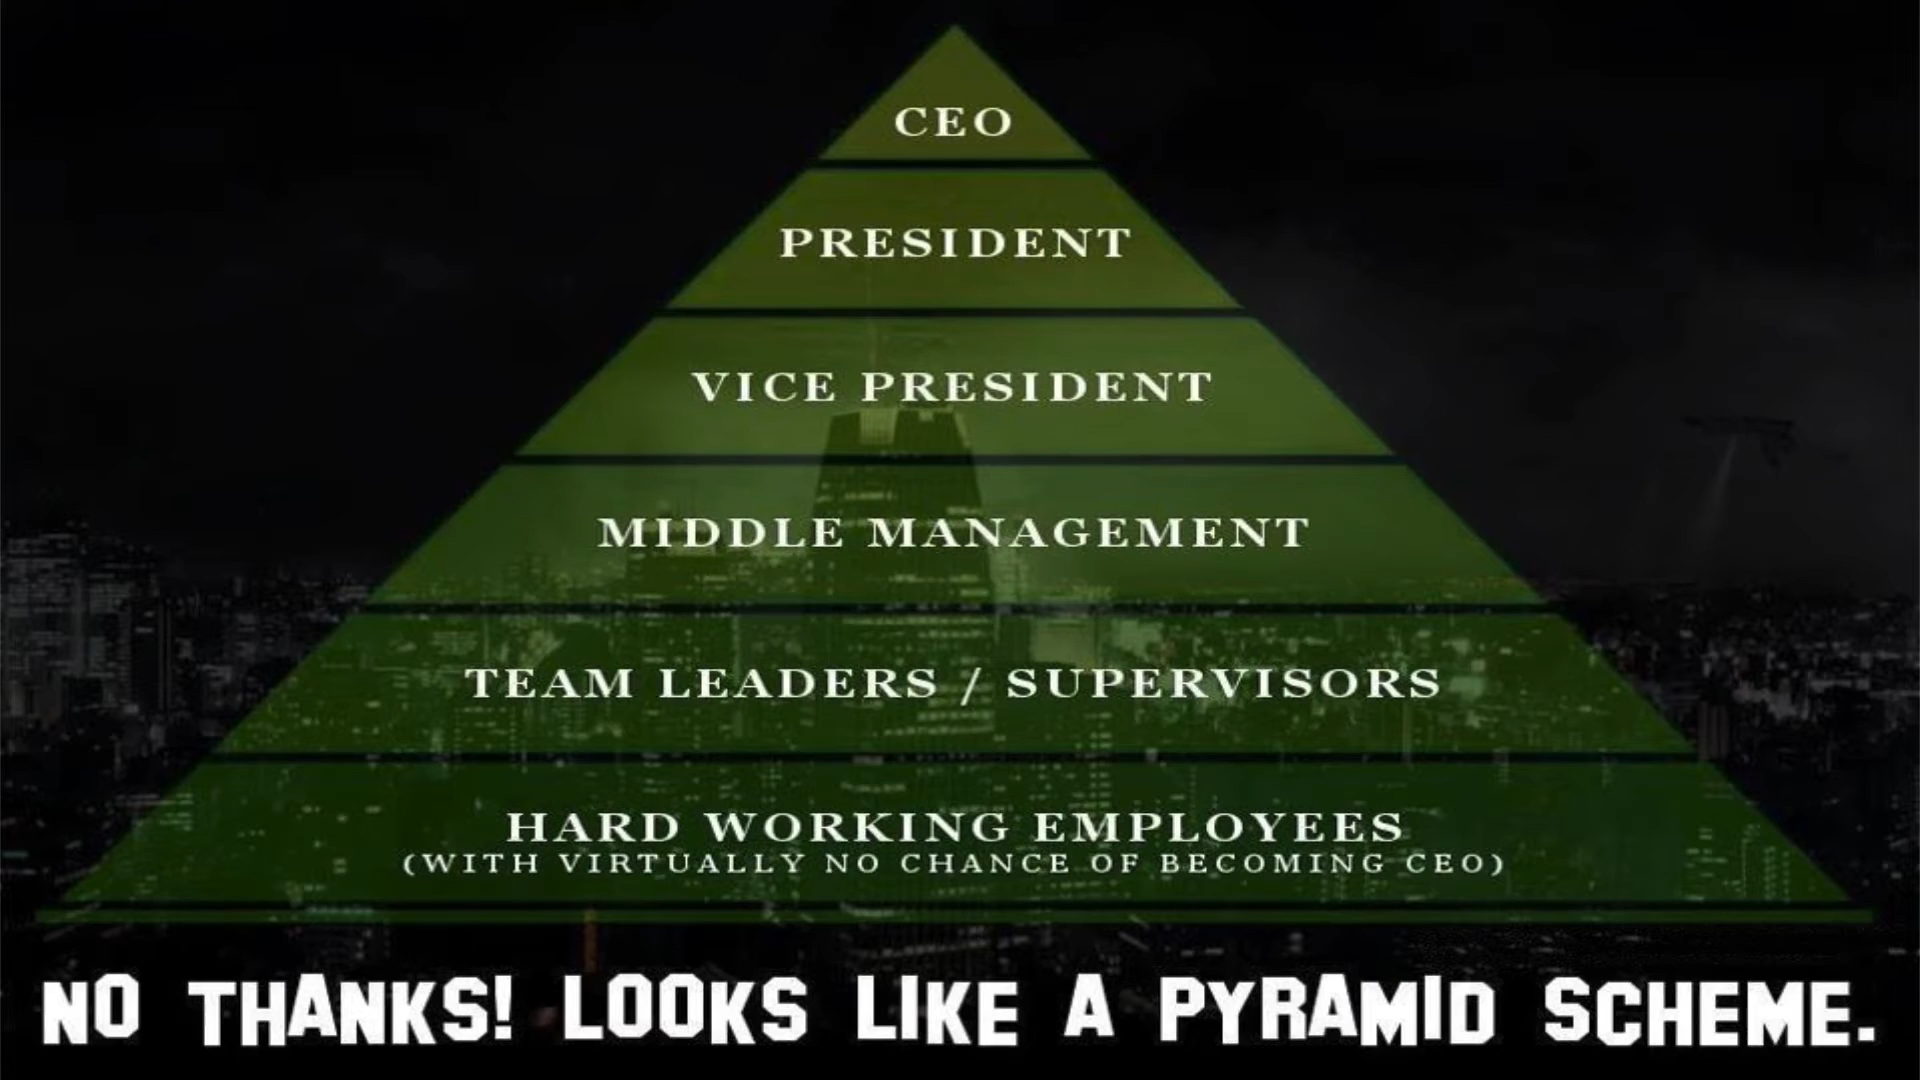 CEO
PRESIDENT
VICE PRESIDENT
MIDDLE MANAGEMENT
TEAM LEADERS / SUPERVISORS
HARD WORKING EMPLOYEES
(WITH VIRTUALLY NO CHANCE OF BECOMING CEO)
NO THANKS! LOOKS LIKE A PYRAMID SCHEME.